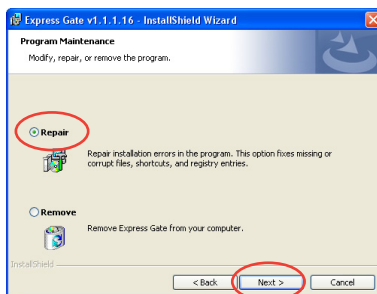 Express Gate v1.1.1.16 - InstallShield Wizard
Program Maintenance
Modify, repair, or remove the program.
Repair
Repair installation errors in the program. This option fixes missing or
corrupt files, shortcuts, and registry entries.
Remove
Remove Express Gate from your computer.
InstallShield
< Back
Next >
Cancel